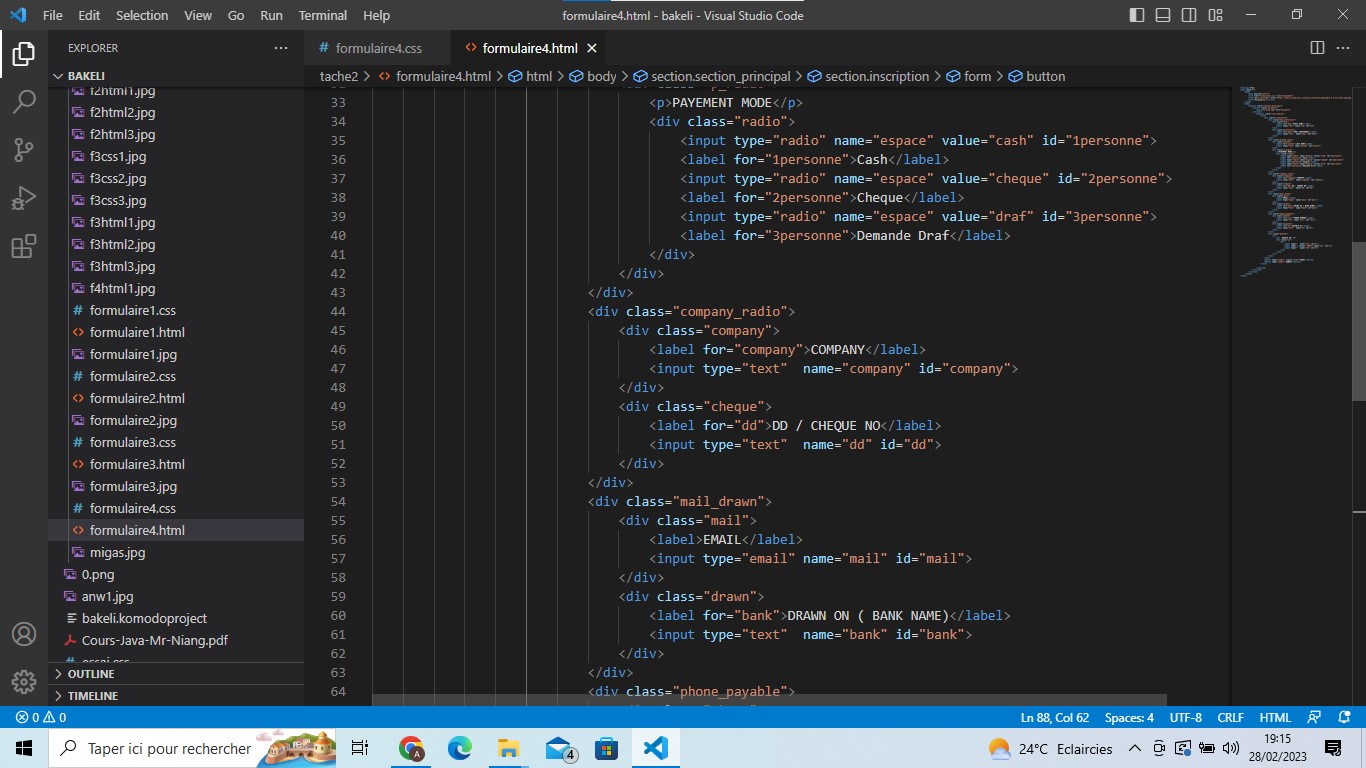 File Edit Selection View Go Run Terminal Help formulaire4.html - bakeli - Visual Studio Code
EXPLORER
BAKELI
f2html1.jpg
f2html2.jpg
f2html3.jpg
f3css1.jpg
f3css2.jpg
f3css3.jpg
f3html1.jpg
f3html2.jpg
f3html3.jpg
f4html1.jpg
formulaire1.css
formulaire1.html
formulaire1.jpg
formulaire2.css
formulaire2.html
formulaire2.jpg
formulaire3.css
formulaire3.html
formulaire3.jpg
formulaire4.css
formulaire4.html
migas.jpg
0.png
anw1.jpg
bakeli.komodoproject
Cours-Java-Mr-Niang.pdf
essai.css
OUTLINE
TIMELINE
formulaire4.css formulaire4.html
tache2 > formulaire4.html > html > body > section.section_principal > section.inscription > form > button
33 <p>PAYEMENT MODE</p>
34 <div class="radio">
35 <input type="radio" name="espace" value="cash" id="1personne">
36 <label for="1personne">Cash</label>
37 <input type="radio" name="espace" value="cheque" id="2personne">
38 <label for="2personne">Cheque</label>
39 <input type="radio" name="espace" value="draf" id="3personne">
40 <label for="3personne">Demande Draf</label>
41 </div>
42 </div>
43 </div>
44 <div class="company_radio">
45 <div class="company">
46 <label for="company">COMPANY</label>
47 <input type="text"  name="company" id="company">
48 </div>
49 <div class="cheque">
50 <label for="dd">DD / CHEQUE NO</label>
51 <input type="text"  name="dd" id="dd">
52 </div>
53 </div>
54 <div class="mail_drawn">
55 <div class="mail">
56 <label>EMAIL</label>
57 <input type="email" name="mail" id="mail">
58 </div>
59 <div class="drawn">
60 <label for="bank">DRAWN ON ( BANK NAME)</label>
61 <input type="text"  name="bank" id="bank">
62 </div>
63 </div>
64 <div class="phone_payable">
0 0 Ln 88, Col 62 Spaces: 4 UTF-8 CRLF HTML
Taper ici pour rechercher A 4 24°C Eclaircies 19:15
28/02/2023